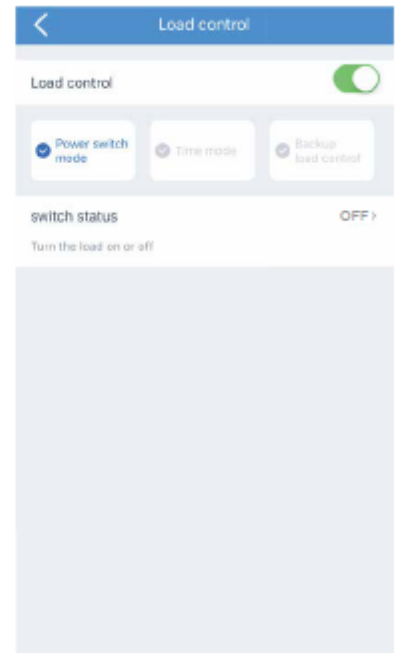 Load control
Load control
Power switch
mode
Time mode
Backup
load control
switch status
OFF
Turn the load on or off